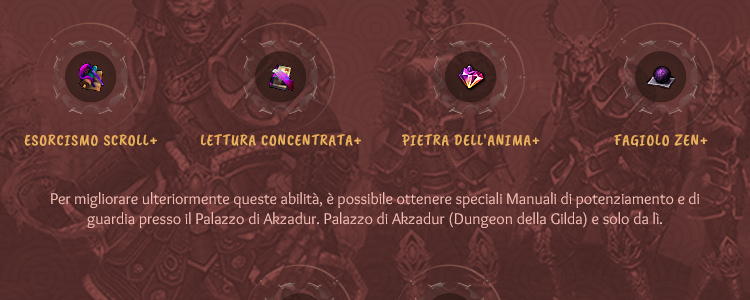 ESORCISMO SCROLL+ LETTURA CONCENTRATA+ PIETRA DELL'ANIMA+ FAGIOLO ZEN+
Per migliorare ulteriormente queste abilità, è possibile ottenere speciali Manuali di potenziamento e di
guardia presso il Palazzo di Akzadur. Palazzo di Akzadur (Dungeon della Gilda) e solo da lì.